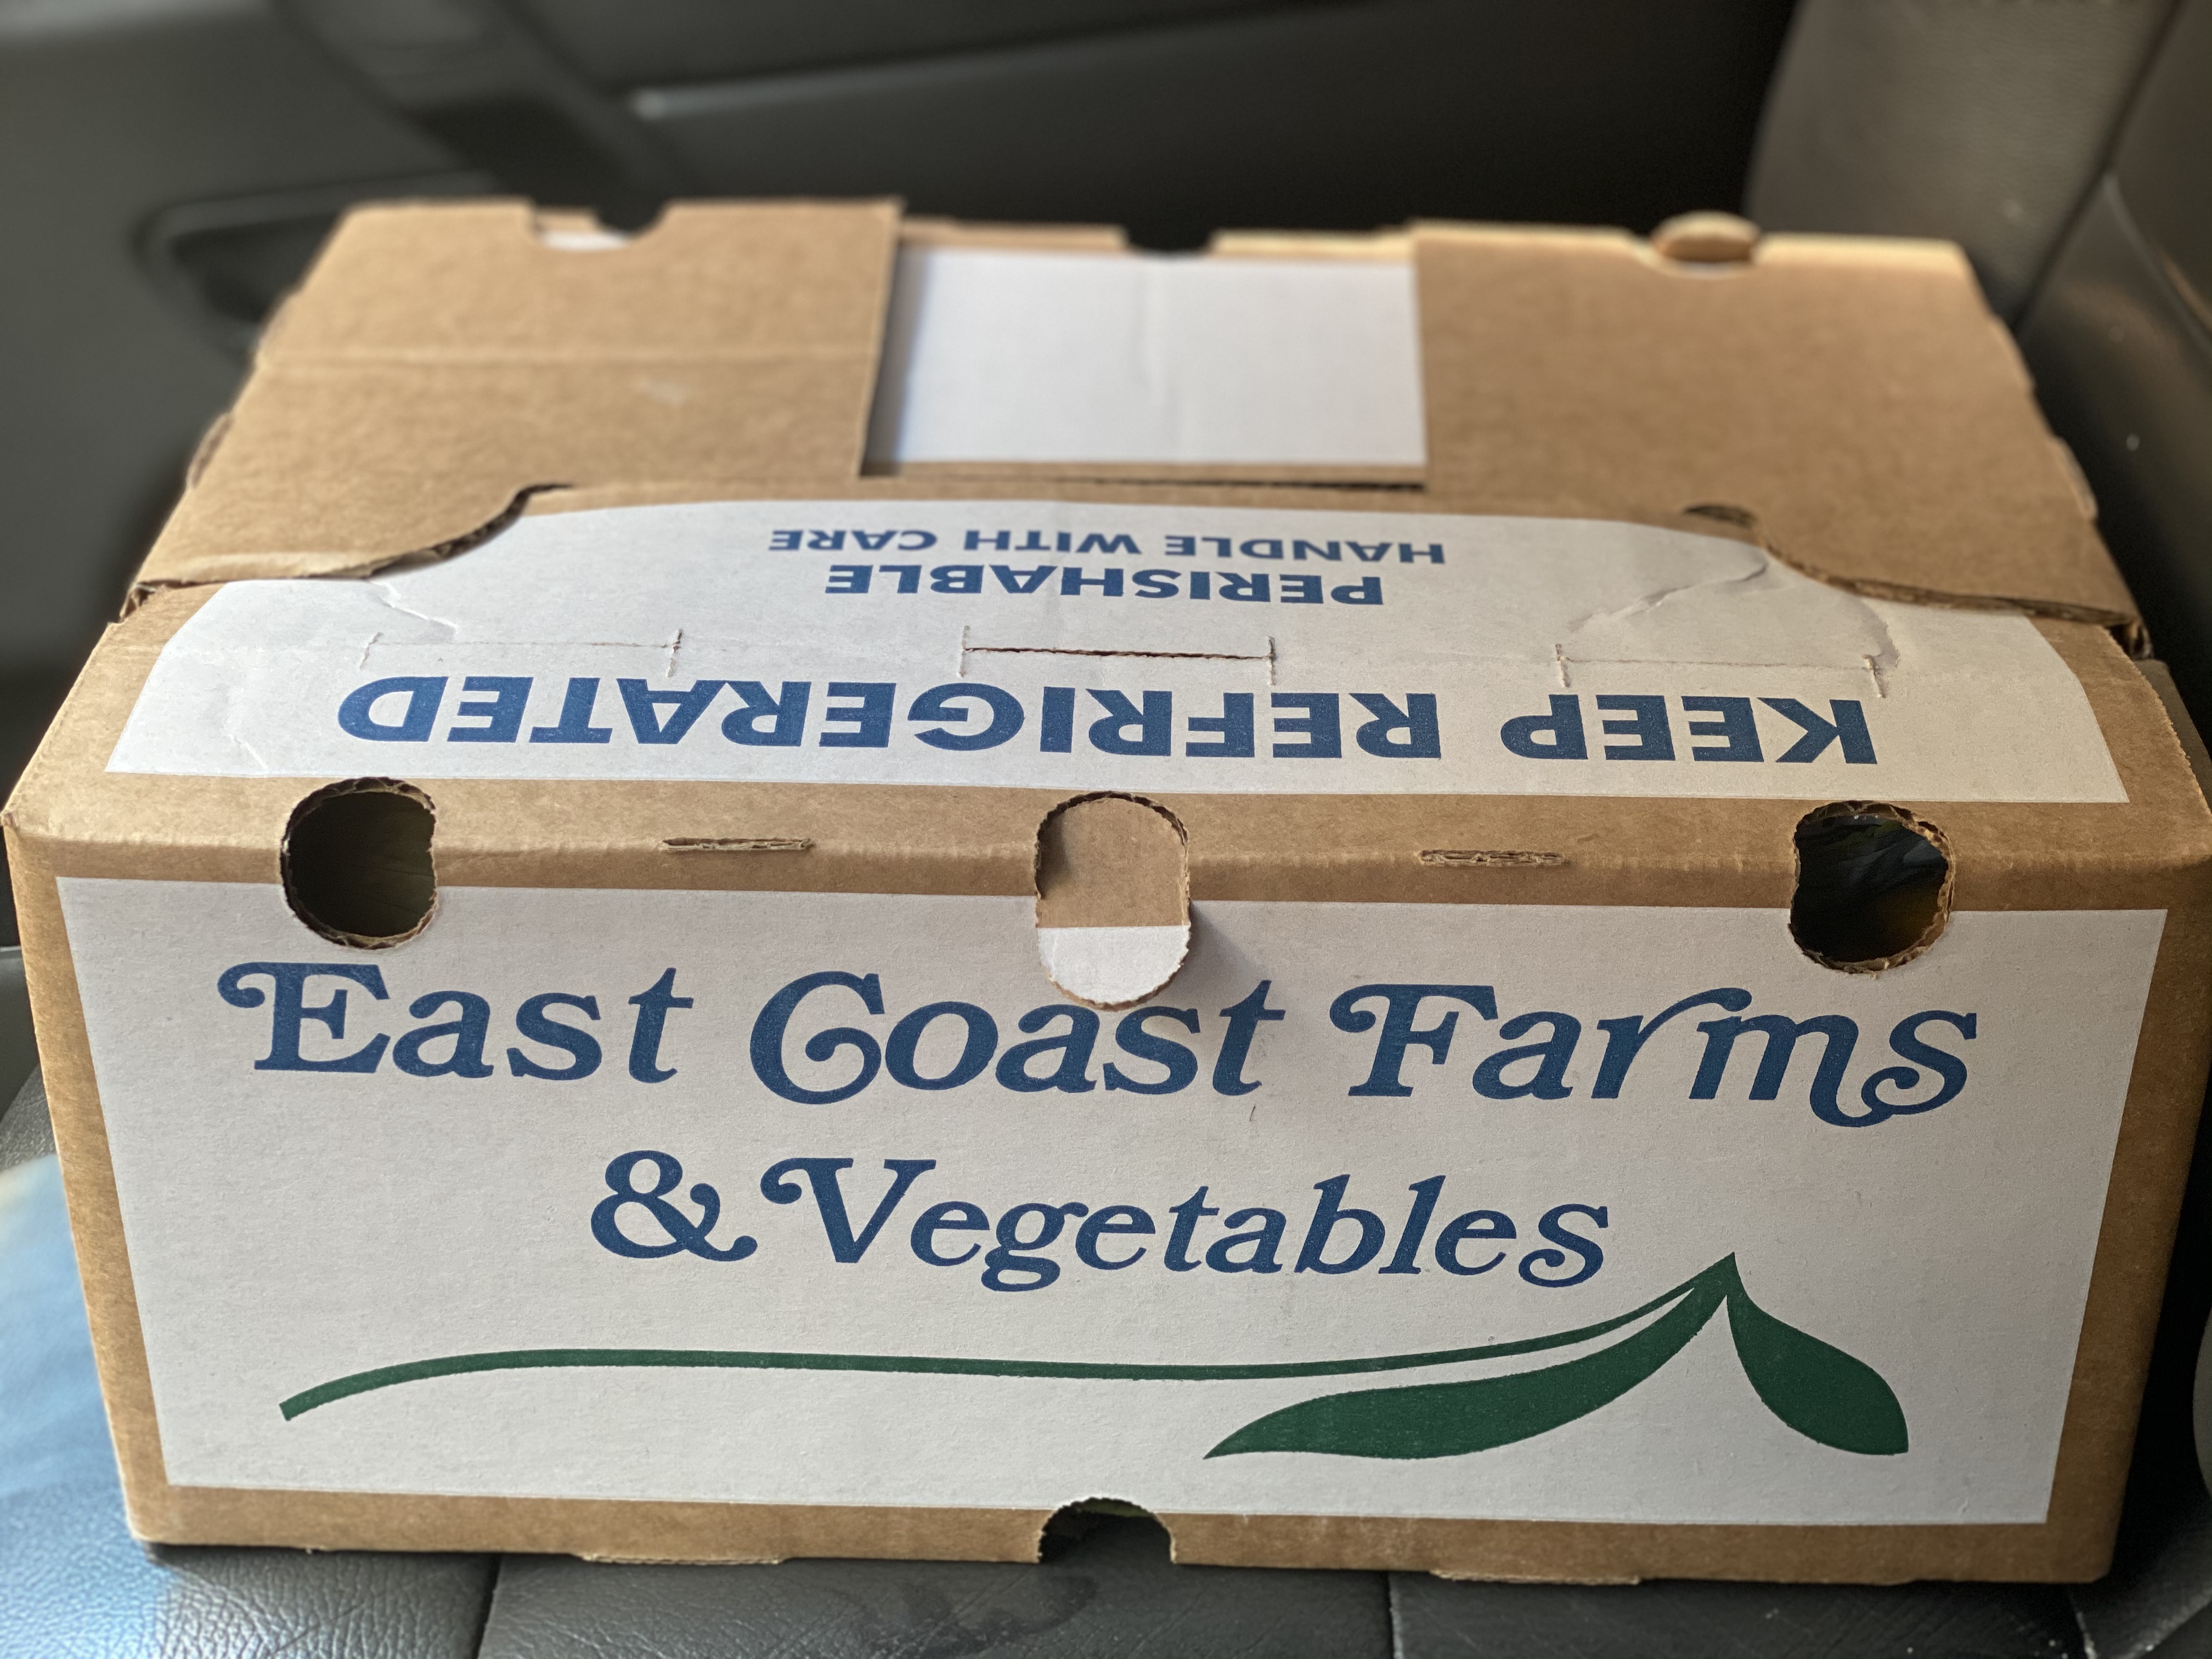 HANDLE WITH CARE
PERISHABLE
KEEP REFRIGERATED
East Coast Farms
& Vegetables